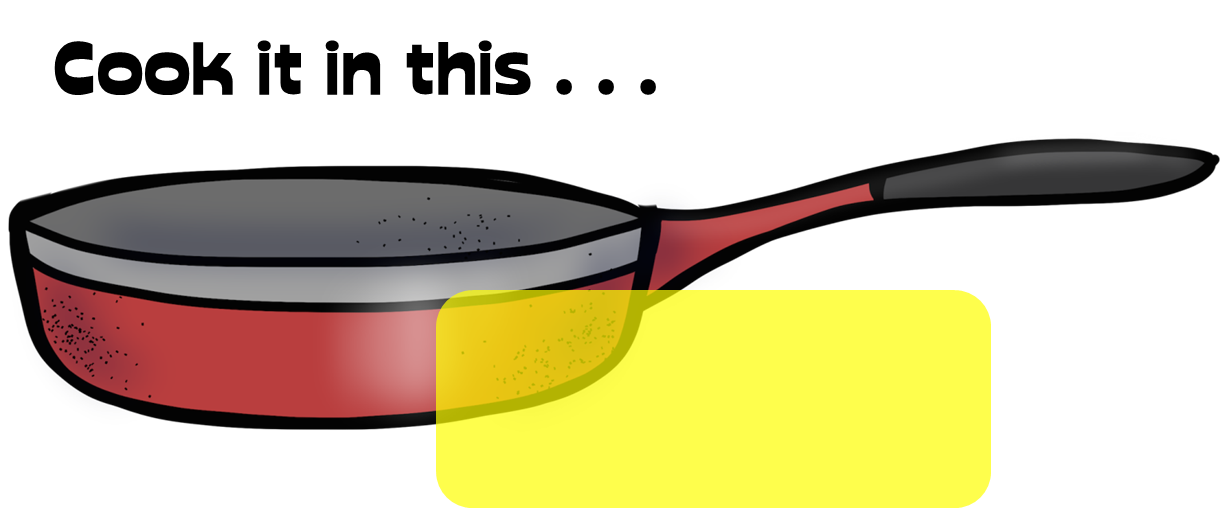 Cook it in this . . .